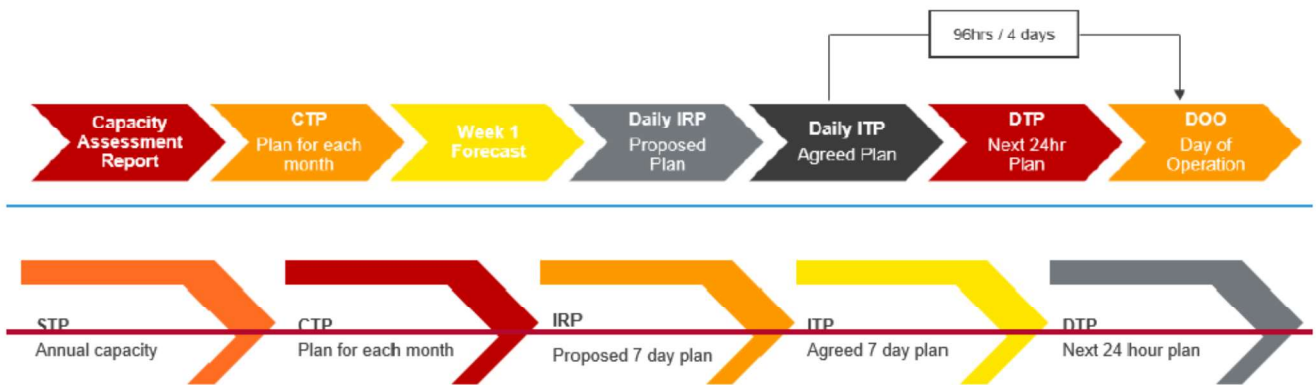 96hrs / 4 days
Capacity
Assessment
Report
CTP
Plan for each
month
Week 1
Forecast
Daily IRP
Proposed
Plan
Daily ITP
Agreed Plan
DTP
Next 24hr
Plan
DOO
Day of
Operation
STP
Annual capacity
CTP
Plan for each month
IRP
Proposed 7 day plan
ITP
Agreed 7 day plan
DTP
Next 24 hour plan